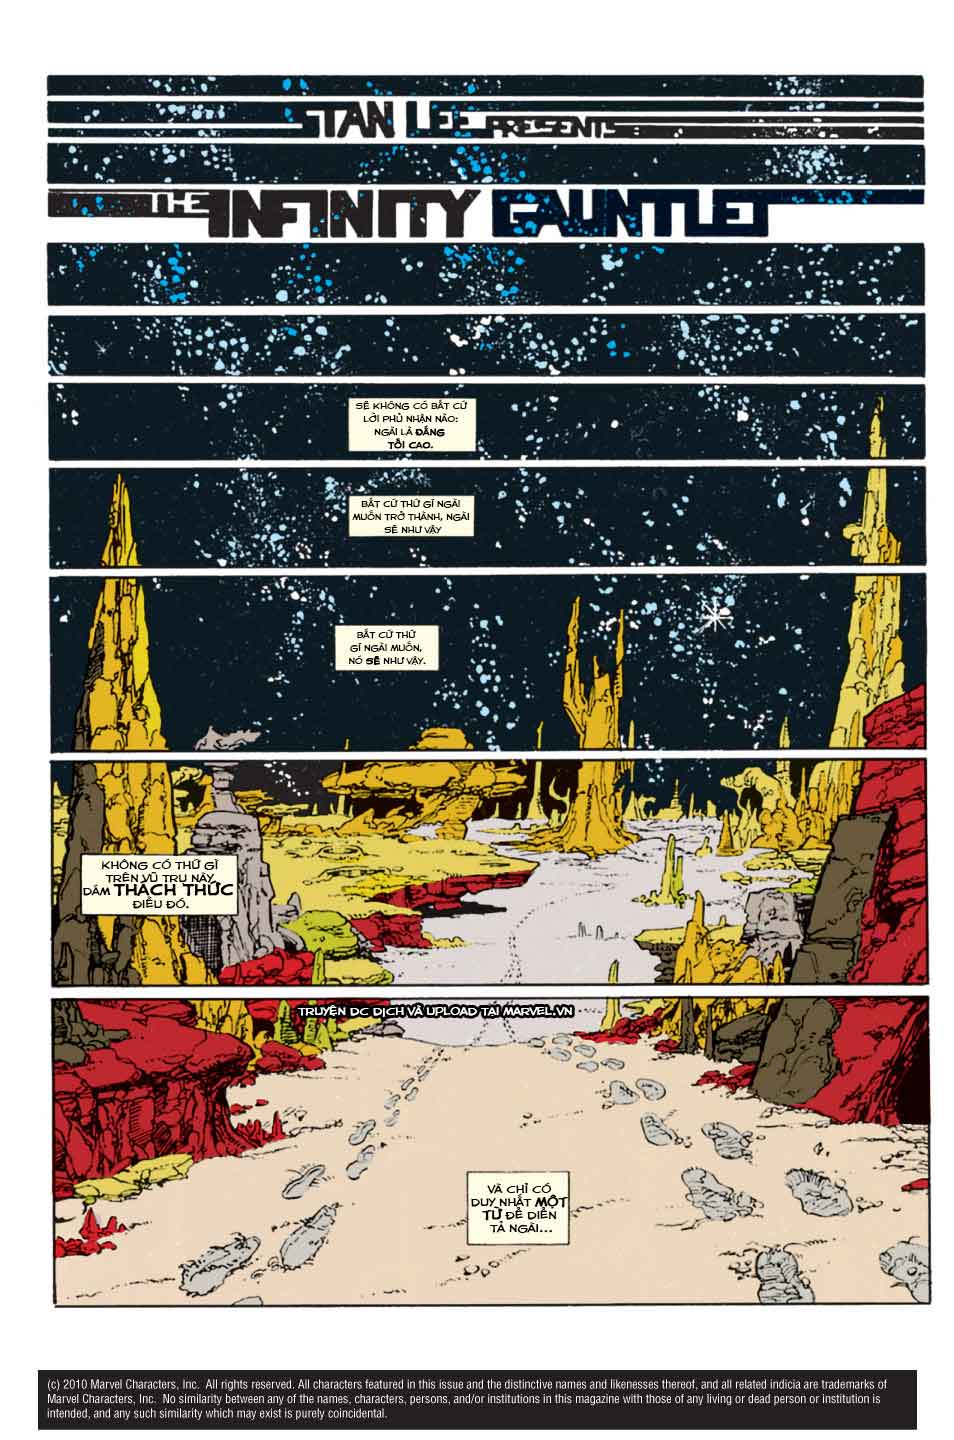 STAN LEE PRESENTS:
THE INFINITY GAUNTLET
SẼ KHÔNG CÓ BẤT CỨ
LỜI PHỦ NHẬN NÀO:
NGÀI LÀ ĐẤNG
TỐI CAO.
BẤT CỨ THỨ GÌ NGÀI
MUỐN TRỞ THÀNH, NGÀI
SẼ NHƯ VẬY
BẤT CỨ THỨ
GÌ NGÀI MUỐN,
NÓ SẼ NHƯ VẬY.
KHÔNG CÓ THỨ GÌ
TRÊN VŨ TRỤ NÀY
DÁM THÁCH THỨC
ĐIỀU ĐÓ.
TRUYỆN DC DỊCH VÀ UPLOAD TẠI MARVEL.VN
VÀ CHỈ CÓ
DUY NHẤT MỘT
TỪ ĐỂ DIỄN
TẢ NGÀI...
(c) 2010 Marvel Characters, Inc. All rights reserved. All characters featured in this issue and the distinctive names and likenesses thereof, and all related indicia are trademarks of
Marvel Characters, Inc. No similarity between any of the names, characters, persons, and/or institutions in this magazine with those of any living or dead person or institution is
intended, and any such similarity which may exist is purely coincidental.